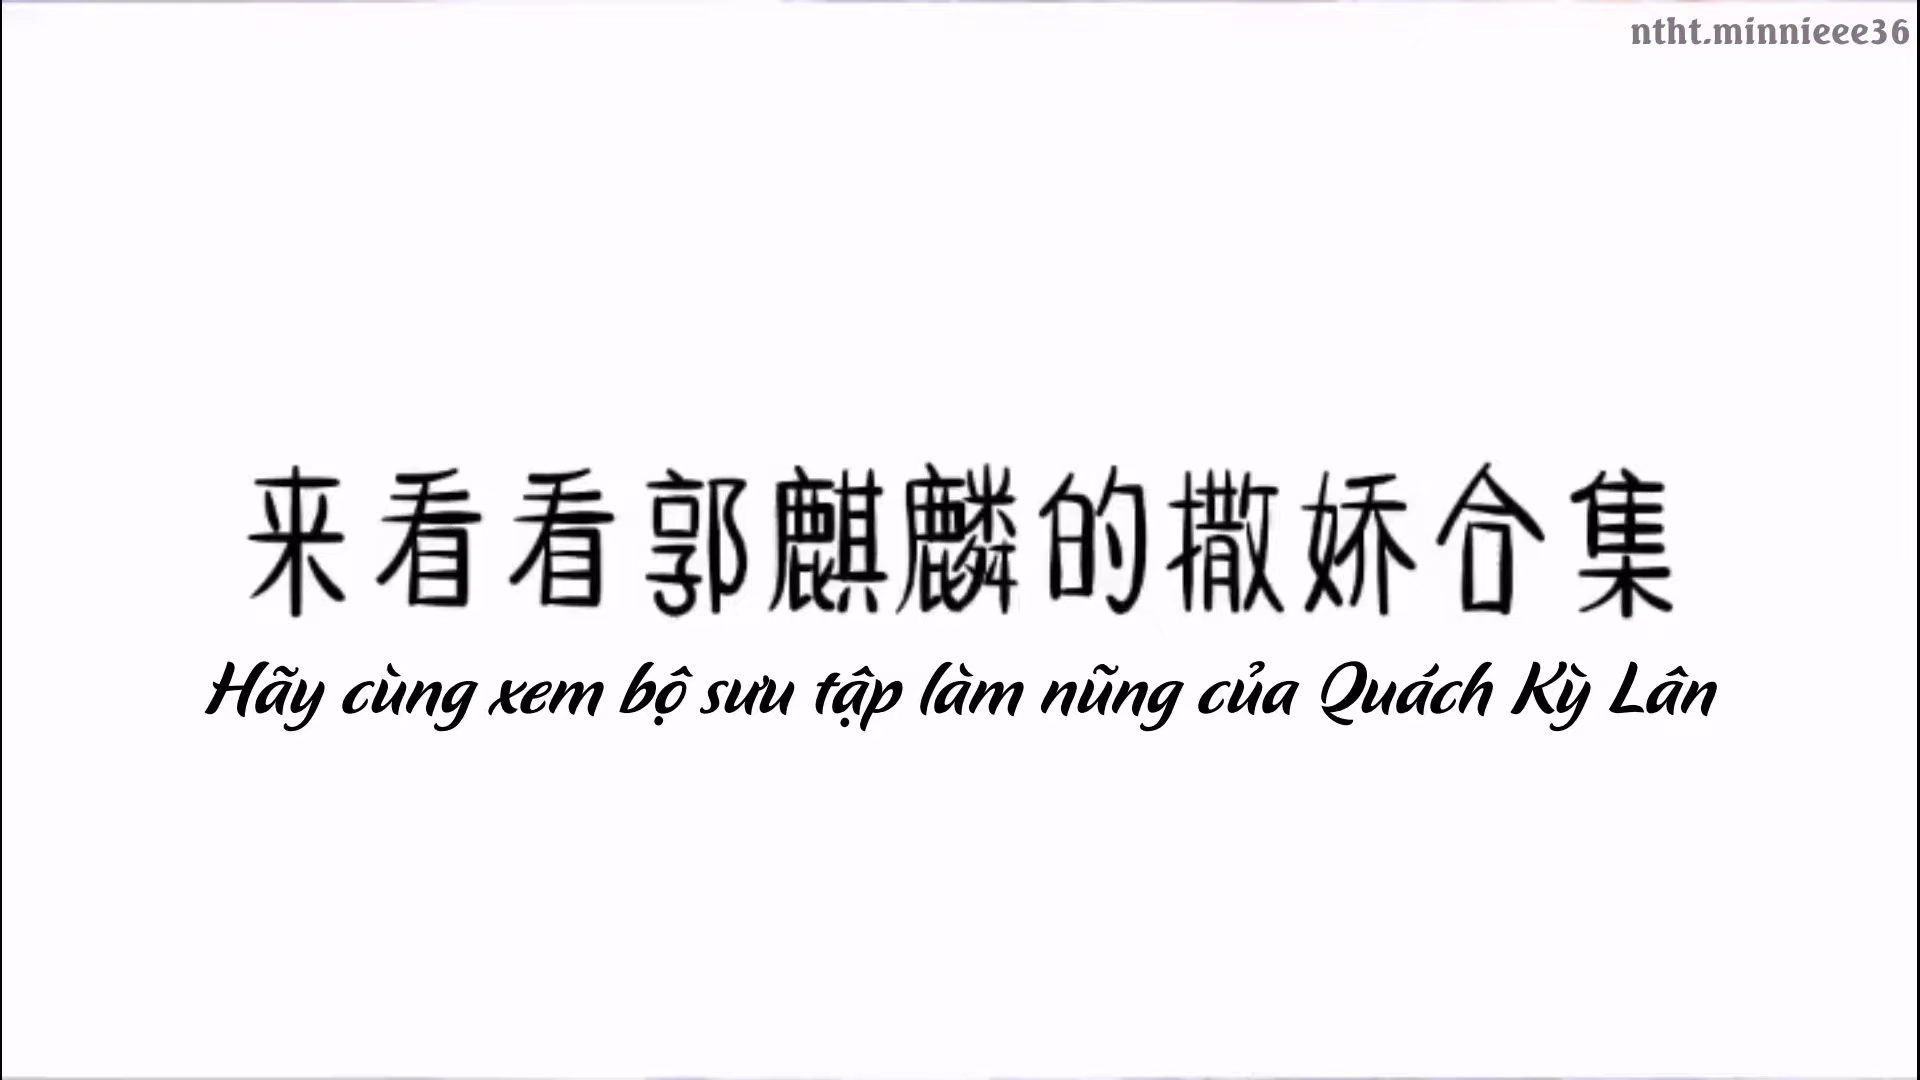 ntht.minnieee36
来看看郭麒麟的撒娇合集
Hãy cùng xem bộ sưu tập làm nũng của Quách Kỳ Lân